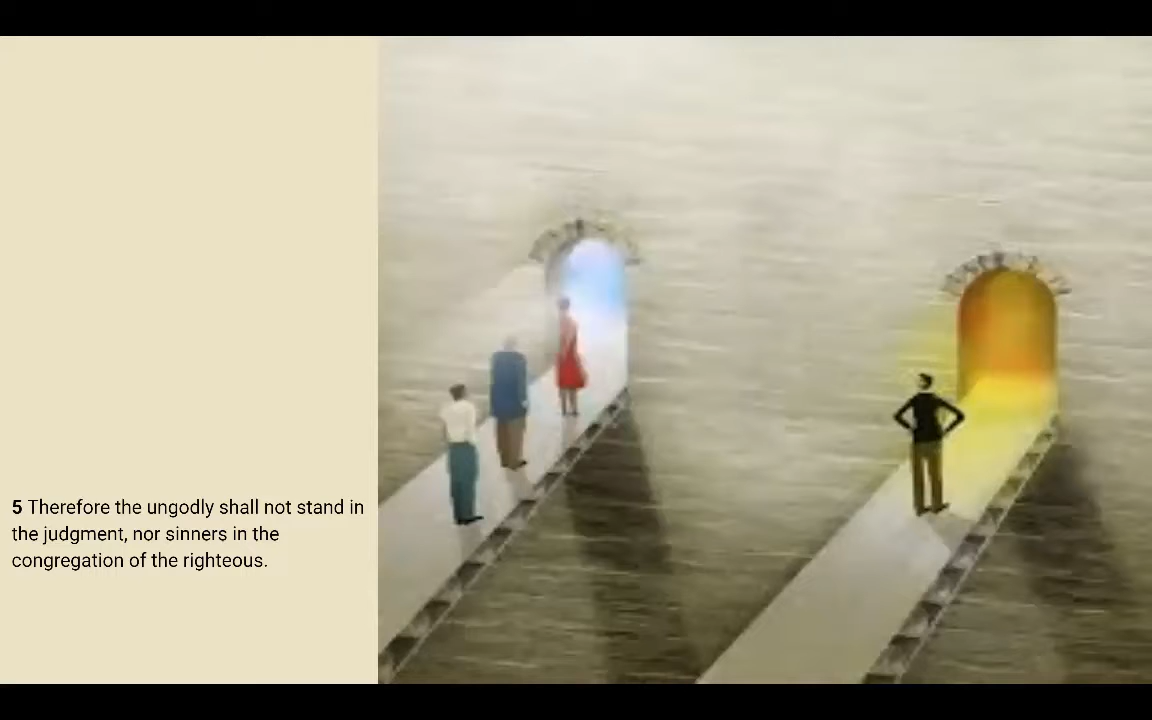 5 Therefore the ungodly shall not stand in
the judgment, nor sinners in the
congregation of the righteous.